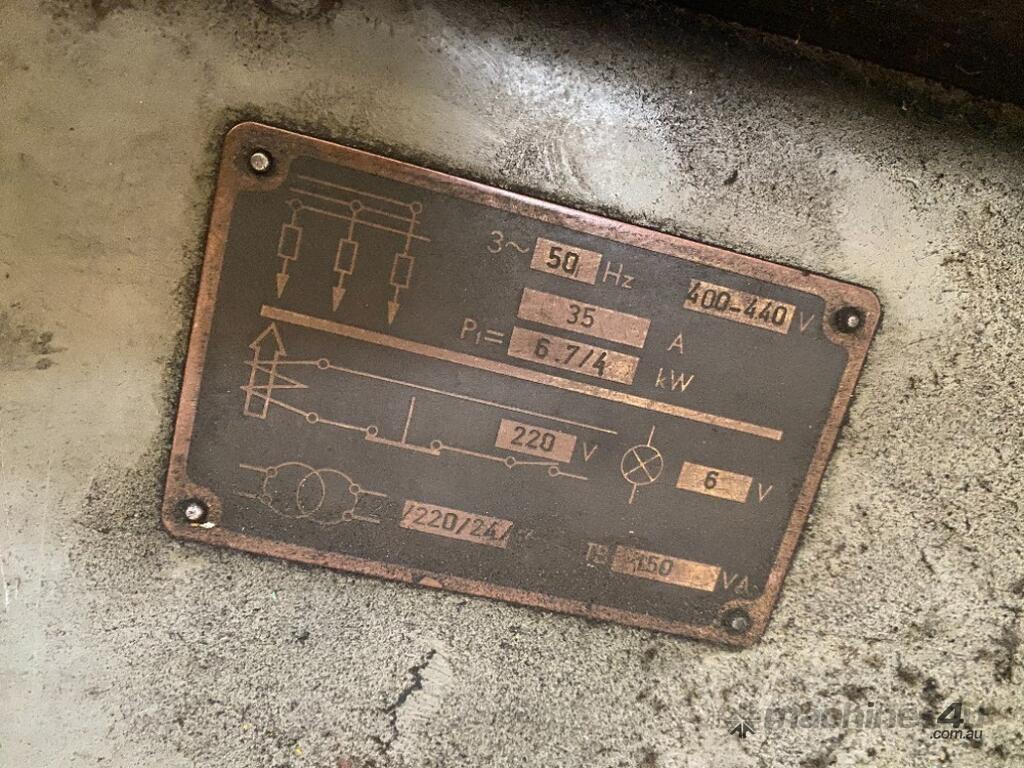 3~ 50 Hz 400-440 V
35 A
P1= 6.7/4 kW
220 V 6 V
/220/24/
150 VA
machines4u
.com.au